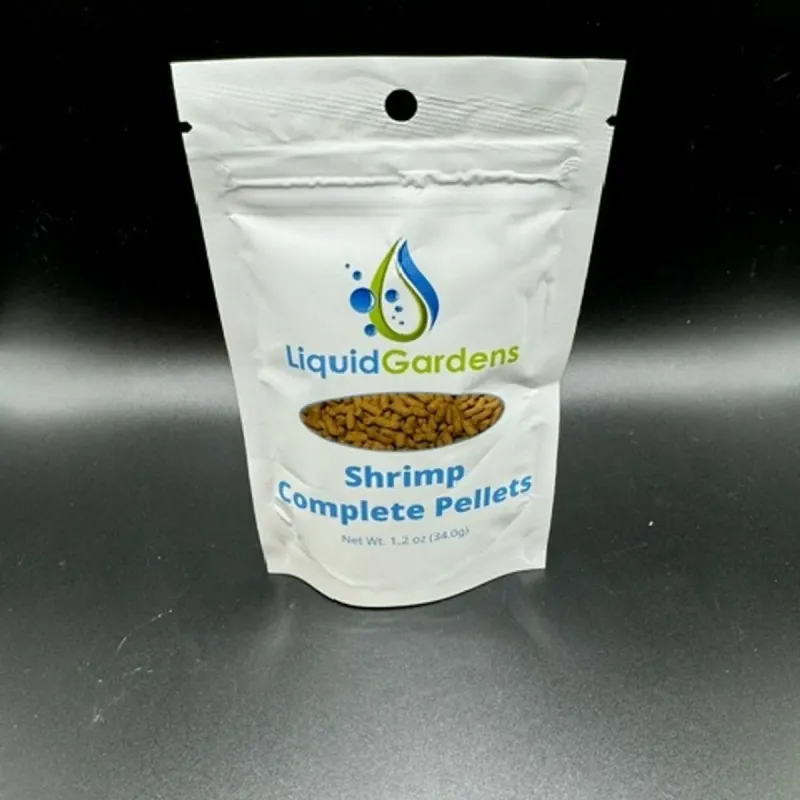 LiquidGardens
Shrimp
Complete Pellets
Net Wt. 1.2 oz (34.0g)